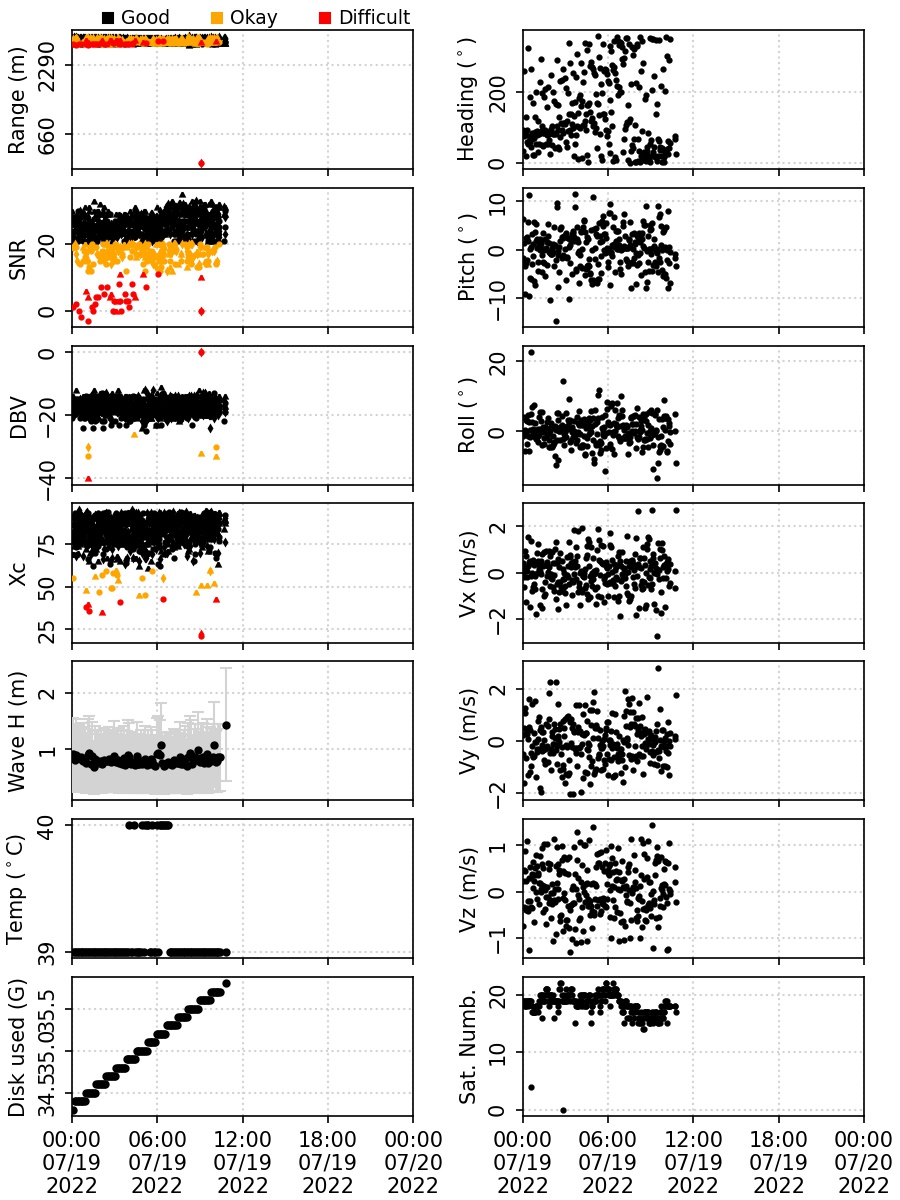 Good Okay Difficult
Range (m)
2290
660
Heading (°)
200
0
SNR
20
0
Pitch (°)
10
0
−10
DBV
0
−20
−40
Roll (°)
20
0
Xc
75
50
25
Vx (m/s)
2
0
−2
Wave H (m)
2
1
Vy (m/s)
2
0
−2
Temp (°C)
40
39
Vz (m/s)
1
0
−1
Disk used (G)
35.5
35.0
34.5
Sat. Numb.
20
10
0
00:00 06:00 12:00 18:00 00:00
07/19 07/19 07/19 07/19 07/20
2022 2022 2022 2022 2022
00:00 06:00 12:00 18:00 00:00
07/19 07/19 07/19 07/19 07/20
2022 2022 2022 2022 2022